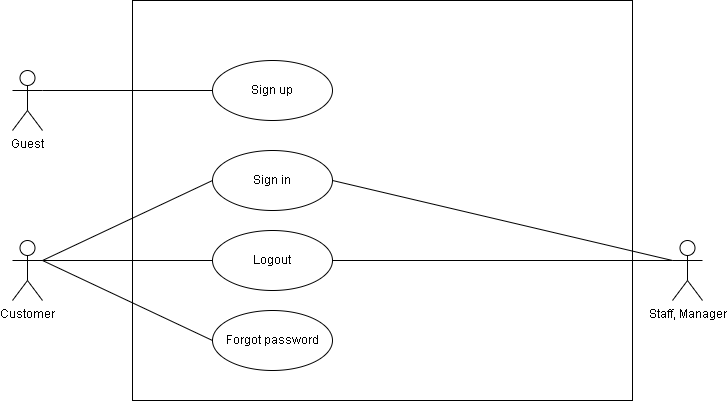 Sign up
Guest
Sign in
Logout
Customer
Staff, Manager
Forgot password